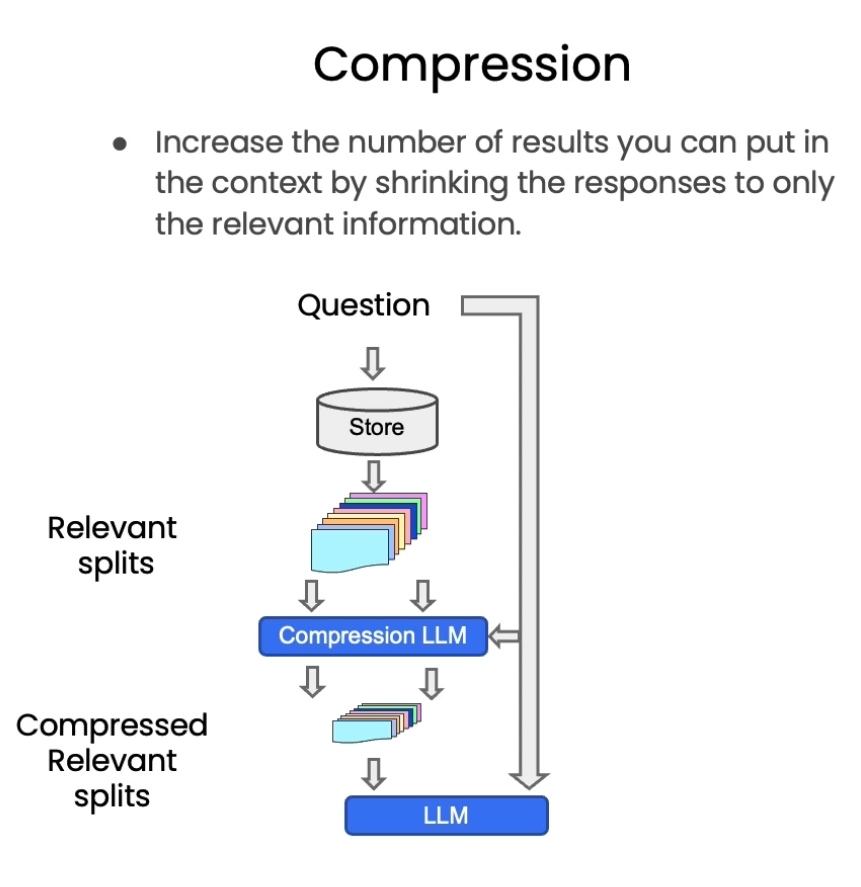 Compression
● Increase the number of results you can put in
the context by shrinking the responses to only
the relevant information.
Question
Store
Relevant
splits
Compression LLM
Compressed
Relevant
splits
LLM